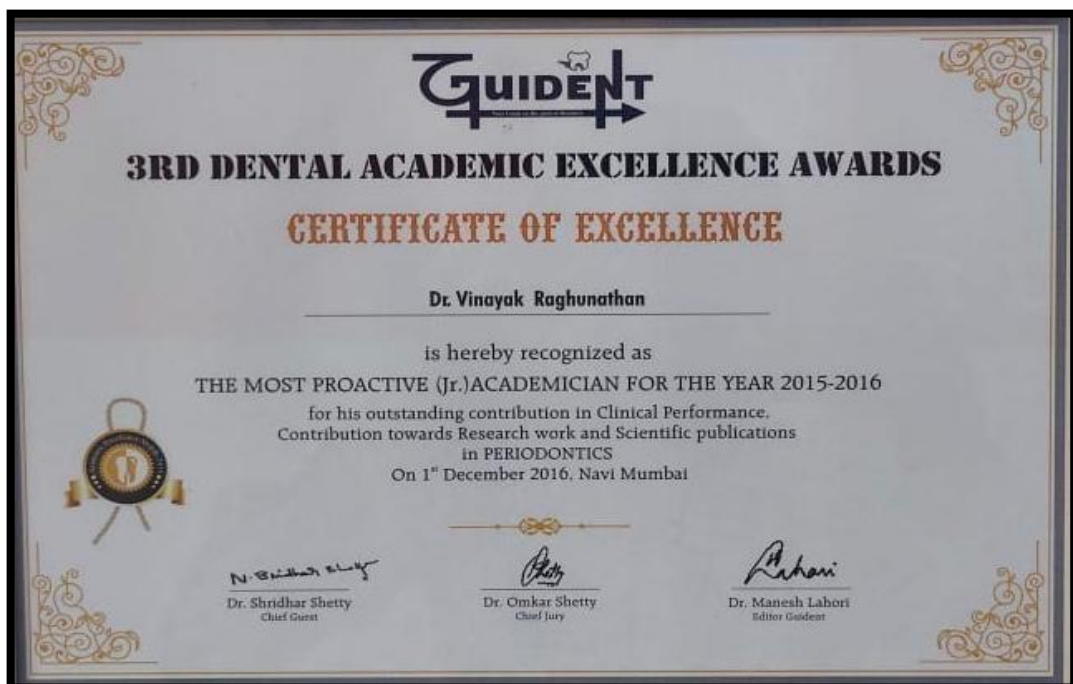 GUIDENT
3RD DENTAL ACADEMIC EXCELLENCE AWARDS
CERTIFICATE OF EXCELLENCE
Dr. Vinayak Raghunathan
is hereby recognized as
THE MOST PROACTIVE (Jr.)ACADEMICIAN FOR THE YEAR 2015-2016
for his outstanding contribution in Clinical Performance,
Contribution towards Research work and Scientific publications
in PERIODONTICS
On 1st December 2016, Navi Mumbai
N. Sridhar Shetty
Dr. Shridhar Shetty
Chief Guest
Dr. Omkar Shetty
Chief Jury
Dr. Manesh Lahori
Editor Guident